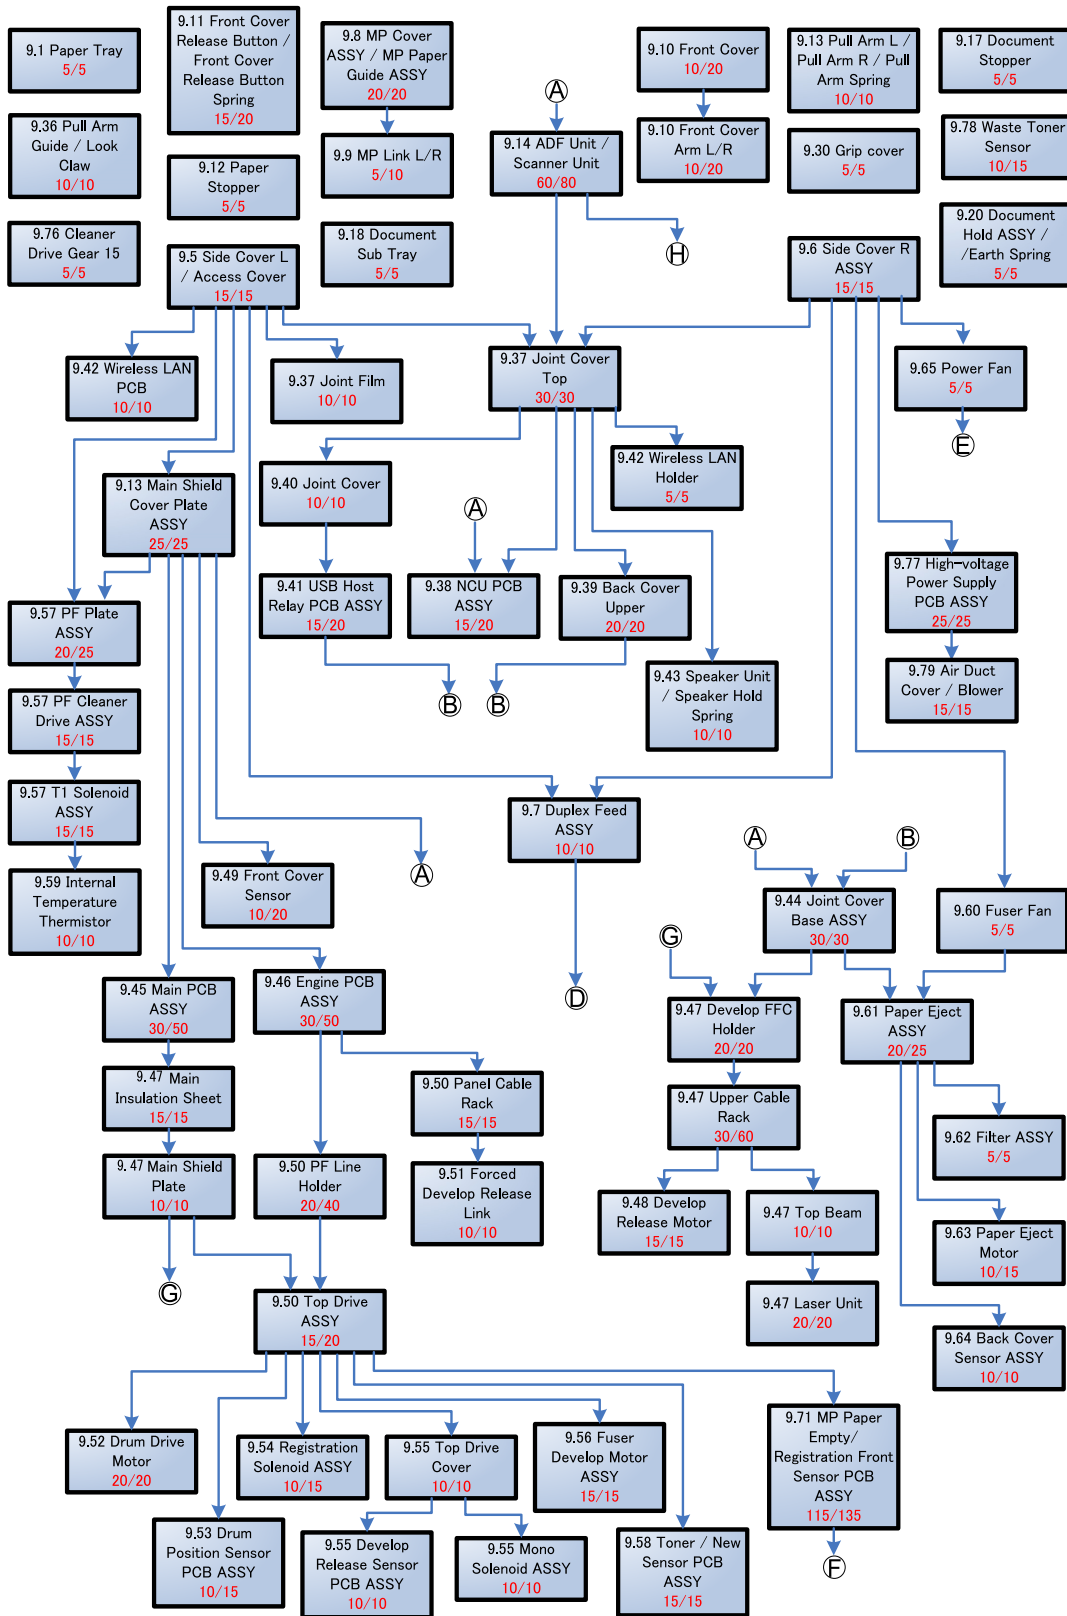 9.1 Paper Tray
5/5
9.11 Front Cover
Release Button /
Front Cover
Release Button
Spring
15/20
9.8 MP Cover
ASSY / MP Paper
Guide ASSY
20/20
9.10 Front Cover
10/20
9.13 Pull Arm L /
Pull Arm R / Pull
Arm Spring
10/10
9.17 Document
Stopper
5/5
A
9.36 Pull Arm
Guide / Look
Claw
10/10
9.12 Paper
Stopper
5/5
9.9 MP Link L/R
5/10
9.14 ADF Unit /
Scanner Unit
60/80
9.10 Front Cover
Arm L/R
10/20
9.30 Grip cover
5/5
9.78 Waste Toner
Sensor
10/15
9.76 Cleaner
Drive Gear 15
5/5
9.5 Side Cover L
/ Access Cover
15/15
9.18 Document
Sub Tray
5/5
H
9.6 Side Cover R
ASSY
15/15
9.20 Document
Hold ASSY /
/Earth Spring
5/5
9.42 Wireless LAN
PCB
10/10
9.37 Joint Film
10/10
9.37 Joint Cover
Top
30/30
9.65 Power Fan
5/5
E
9.13 Main Shield
Cover Plate
ASSY
25/25
9.40 Joint Cover
10/10
A
9.42 Wireless LAN
Holder
5/5
9.57 PF Plate
ASSY
20/25
9.41 USB Host
Relay PCB ASSY
15/20
9.38 NCU PCB
ASSY
15/20
9.39 Back Cover
Upper
20/20
9.77 High-voltage
Power Supply
PCB ASSY
25/25
9.57 PF Cleaner
Drive ASSY
15/15
B
B
9.43 Speaker Unit
/ Speaker Hold
Spring
10/10
9.79 Air Duct
Cover / Blower
15/15
9.57 T1 Solenoid
ASSY
15/15
9.7 Duplex Feed
ASSY
10/10
A
B
9.59 Internal
Temperature
Thermistor
10/10
9.49 Front Cover
Sensor
10/20
A
9.44 Joint Cover
Base ASSY
30/30
9.60 Fuser Fan
5/5
G
D
9.45 Main PCB
ASSY
30/50
9.46 Engine PCB
ASSY
30/50
9.47 Develop FFC
Holder
20/20
9.61 Paper Eject
ASSY
20/25
9.47 Main
Insulation Sheet
15/15
9.50 Panel Cable
Rack
15/15
9.47 Upper Cable
Rack
30/60
9.62 Filter ASSY
5/5
9.47 Main Shield
Plate
10/10
9.50 PF Line
Holder
20/40
9.51 Forced
Develop Release
Link
10/10
9.48 Develop
Release Motor
15/15
9.47 Top Beam
10/10
9.63 Paper Eject
Motor
10/15
G
9.50 Top Drive
ASSY
15/20
9.47 Laser Unit
20/20
9.64 Back Cover
Sensor ASSY
10/10
9.52 Drum Drive
Motor
20/20
9.54 Registration
Solenoid ASSY
10/15
9.55 Top Drive
Cover
10/10
9.56 Fuser
Develop Motor
ASSY
15/15
9.71 MP Paper
Empty/
Registration Front
Sensor PCB
ASSY
115/135
9.53 Drum
Position Sensor
PCB ASSY
10/15
9.55 Develop
Release Sensor
PCB ASSY
10/10
9.55 Mono
Solenoid ASSY
10/10
9.58 Toner / New
Sensor PCB
ASSY
15/15
F